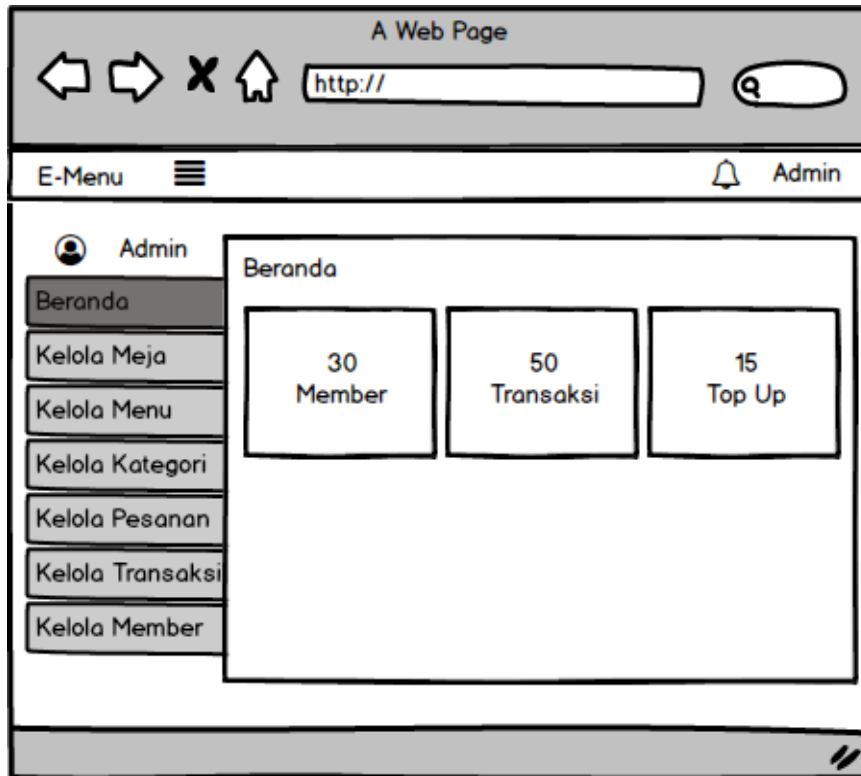 A Web Page
http://
E-Menu
Admin
Admin
Beranda
Kelola Meja
Kelola Menu
Kelola Kategori
Kelola Pesanan
Kelola Transaksi
Kelola Member
Beranda
30
Member
50
Transaksi
15
Top Up